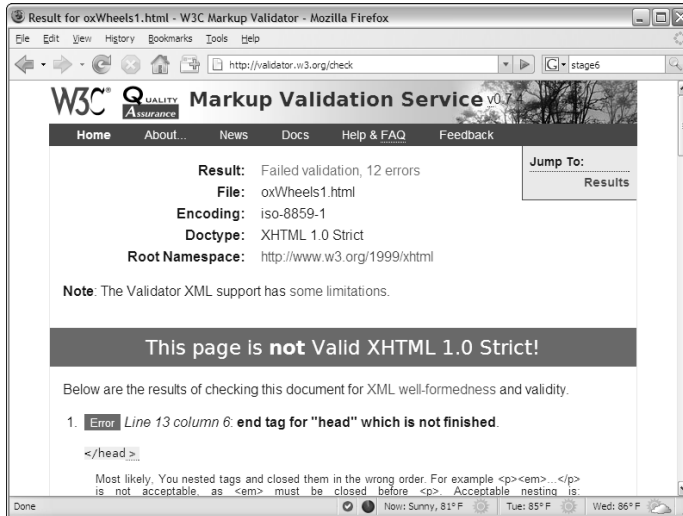 Result for oxWheels1.html - W3C Markup Validator - Mozilla Firefox
File Edit View History Bookmarks Tools Help
http://validator.w3.org/check
G stage6
W3C® QUALITY Assurance Markup Validation Service v0.7.4
Home About... News Docs Help & FAQ Feedback
Jump To:
Results
Result: Failed validation, 12 errors
File: oxWheels1.html
Encoding: iso-8859-1
Doctype: XHTML 1.0 Strict
Root Namespace: http://www.w3.org/1999/xhtml
Note: The Validator XML support has some limitations.
This page is not Valid XHTML 1.0 Strict!
Below are the results of checking this document for XML well-formedness and validity.
1. Error Line 13 column 6: end tag for "head" which is not finished.
</head >
Most likely, You nested tags and closed them in the wrong order. For example <p><em>...</p>
is not acceptable, as <em> must be closed before <p>. Acceptable nesting is:
Done Now: Sunny, 81° F Tue: 85° F Wed: 86° F